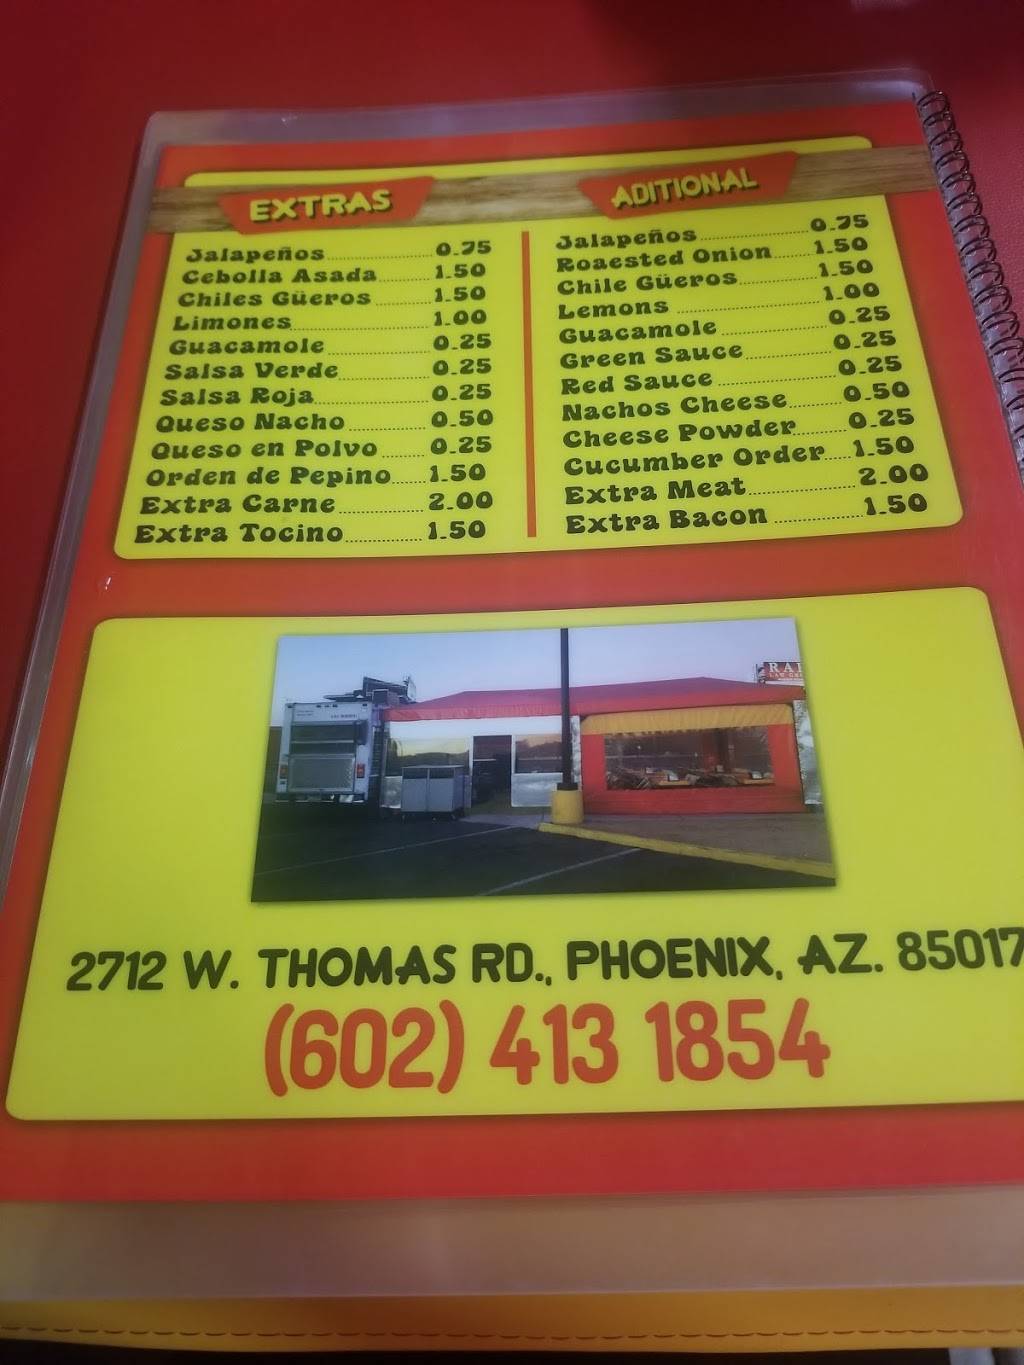 EXTRAS
Jalapeños 0.75
Cebolla Asada 1.50
Chiles Güeros 1.50
Limones 1.00
Guacamole 0.25
Salsa Verde 0.25
Salsa Roja 0.25
Queso Nacho 0.50
Queso en Polvo 0.25
Orden de Pepino 1.50
Extra Carne 2.00
Extra Tocino 1.50
ADITIONAL
Jalapeños 0.75
Roaested Onion 1.50
Chile Güeros 1.50
Lemons 1.00
Guacamole 0.25
Green Sauce 0.25
Red Sauce 0.25
Nachos Cheese 0.50
Cheese Powder 0.25
Cucumber Order 1.50
Extra Meat 2.00
Extra Bacon 1.50
RAI
2712 W. THOMAS RD., PHOENIX, AZ. 85017
(602) 413 1854